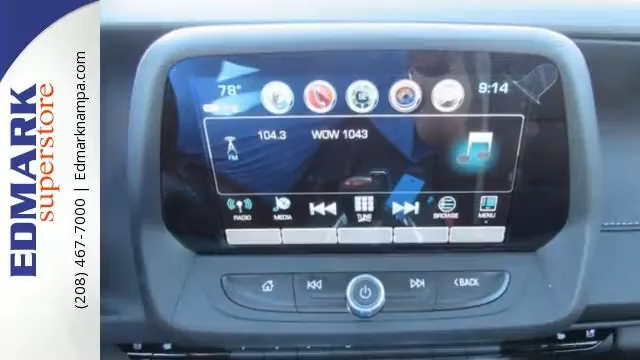 EDMARK
superstore
(208) 467-7000 | Edmarknampa.com
78°
9:14
104.3 WOW 1043
FM
RADIO MEDIA TUNE BROWSE MENU
BACK